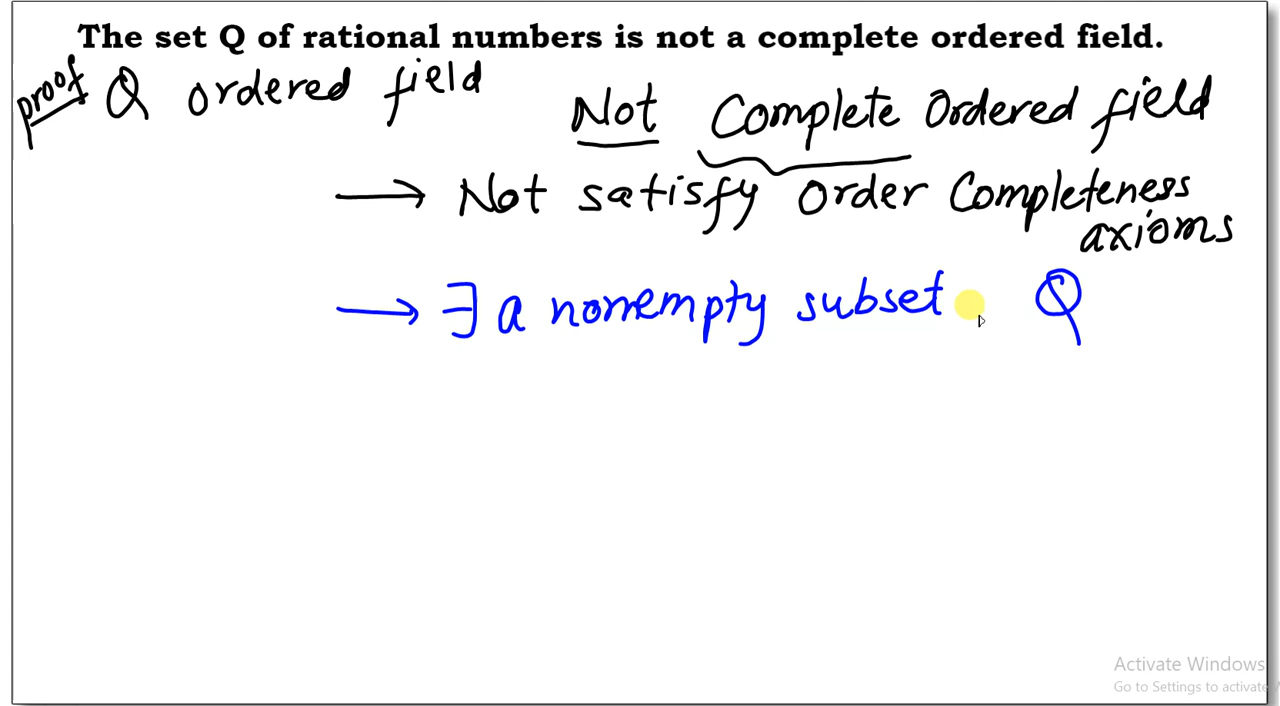 The set Q of rational numbers is not a complete ordered field.
proof Q ordered field
Not Complete Ordered field
→ Not satisfy Order Completeness
axioms
→ ∃ a nonempty subset Q
Activate Windows
Go to Settings to activate W